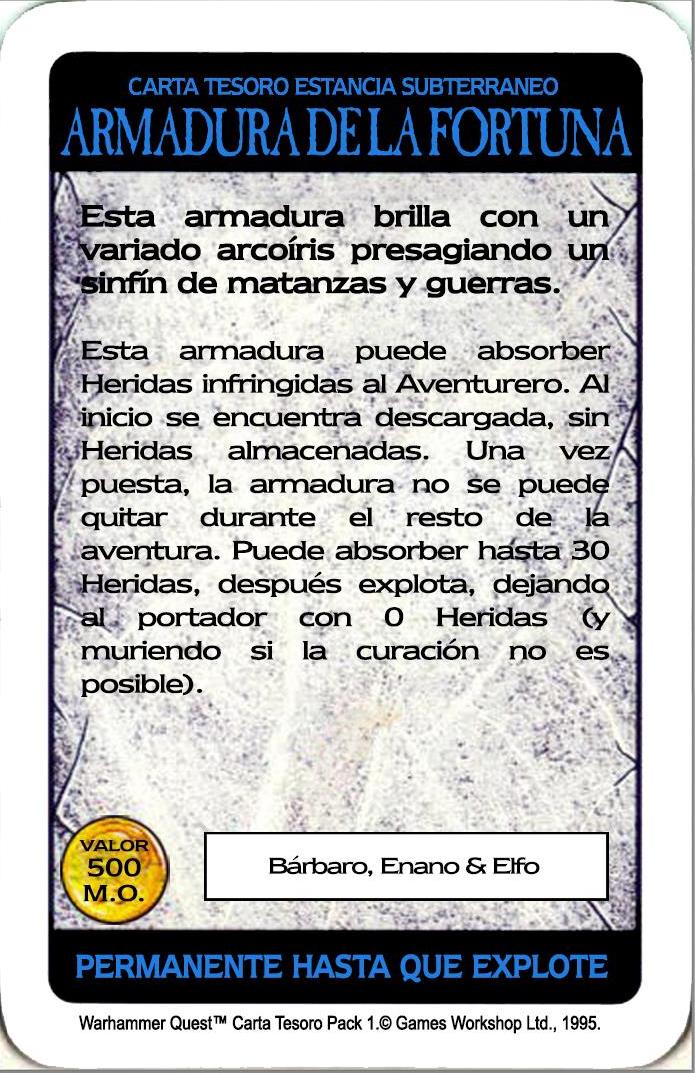 CARTA TESORO ESTANCIA SUBTERRANEO
ARMADURA DE LA FORTUNA
Esta armadura brilla con un
variado arcoíris presagiando un
sinfín de matanzas y guerras.
Esta armadura puede absorber
Heridas infringidas al Aventurero. Al
inicio se encuentra descargada, sin
Heridas almacenadas. Una vez
puesta, la armadura no se puede
quitar durante el resto de la
aventura. Puede absorber hasta 30
Heridas, después explota, dejando
al portador con 0 Heridas (y
muriendo si la curación no es
posible).
VALOR
500
M.O.
Bárbaro, Enano & Elfo
PERMANENTE HASTA QUE EXPLOTE
Warhammer Quest™ Carta Tesoro Pack 1.© Games Workshop Ltd., 1995.